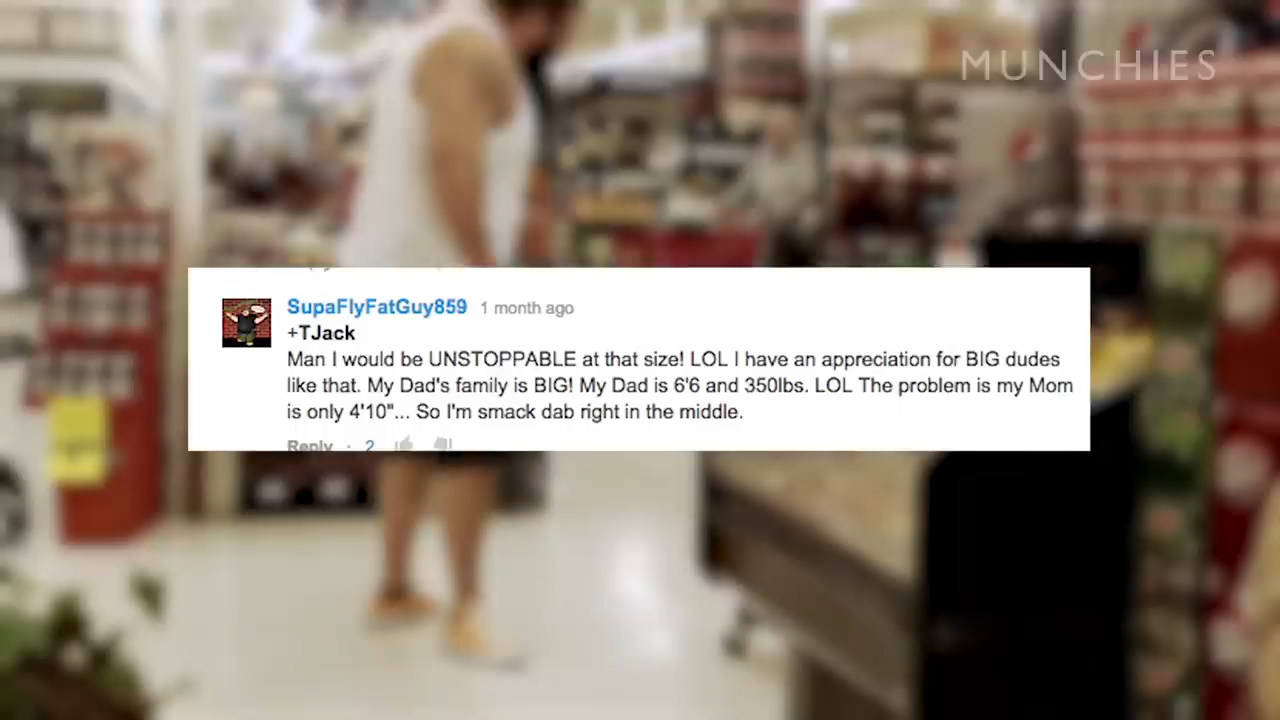 MUNCHIES
SupaFlyFatGuy859 1 month ago
+TJack
Man I would be UNSTOPPABLE at that size! LOL I have an appreciation for BIG dudes
like that. My Dad's family is BIG! My Dad is 6'6 and 350lbs. LOL The problem is my Mom
is only 4'10"... So I'm smack dab right in the middle.
Reply · 2